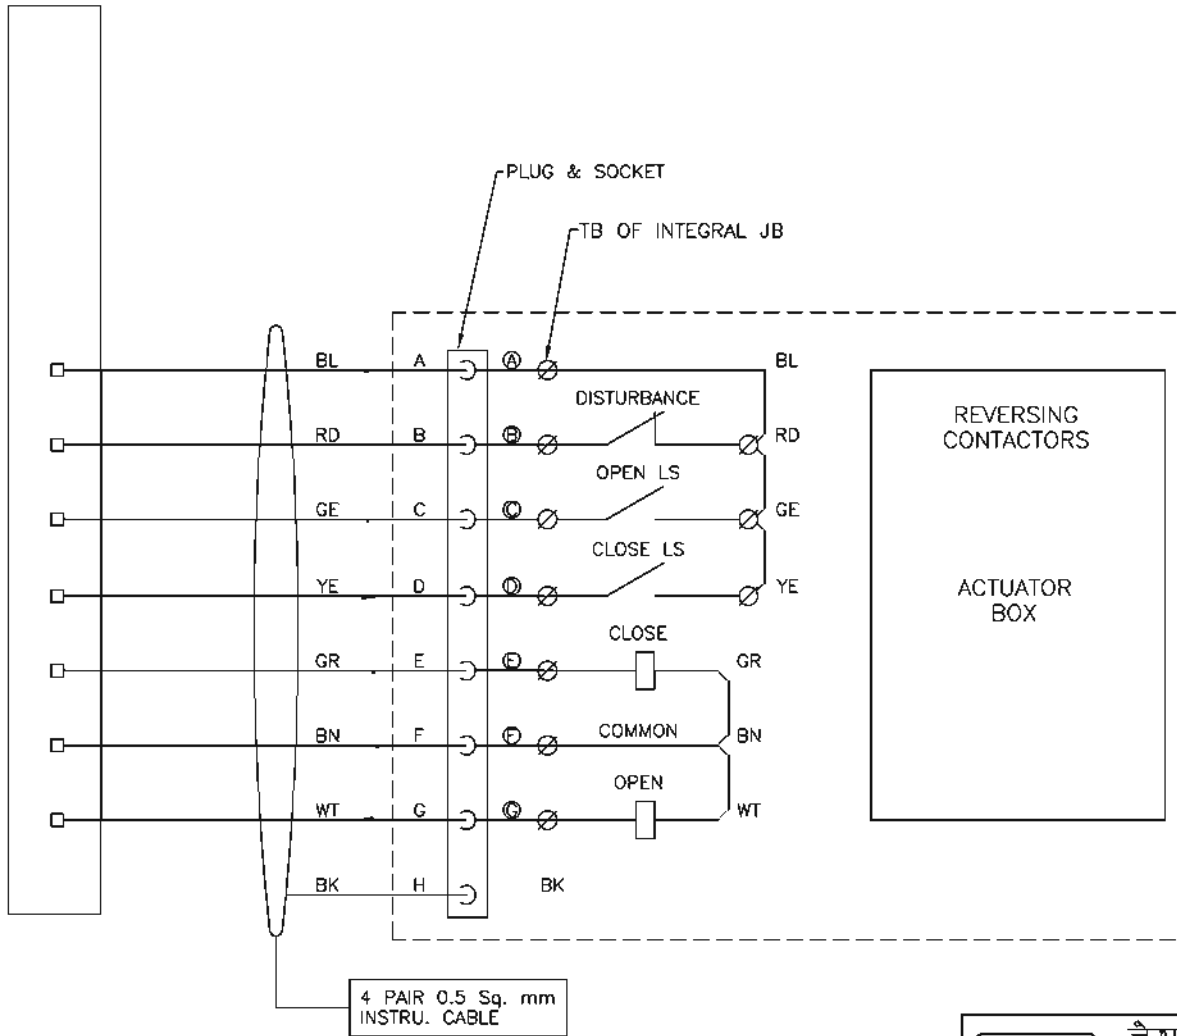 PLUG & SOCKET
TB OF INTEGRAL JB
BL A Ⓐ BL
DISTURBANCE
RD B Ⓑ RD
OPEN LS
GE C Ⓒ GE
CLOSE LS
YE D Ⓓ YE
CLOSE
GR E Ⓔ GR
BN F Ⓕ COMMON BN
OPEN
WT G Ⓖ WT
BK H BK
REVERSING
CONTACTORS
ACTUATOR
BOX
4 PAIR 0.5 Sq. mm
INSTRU. CABLE